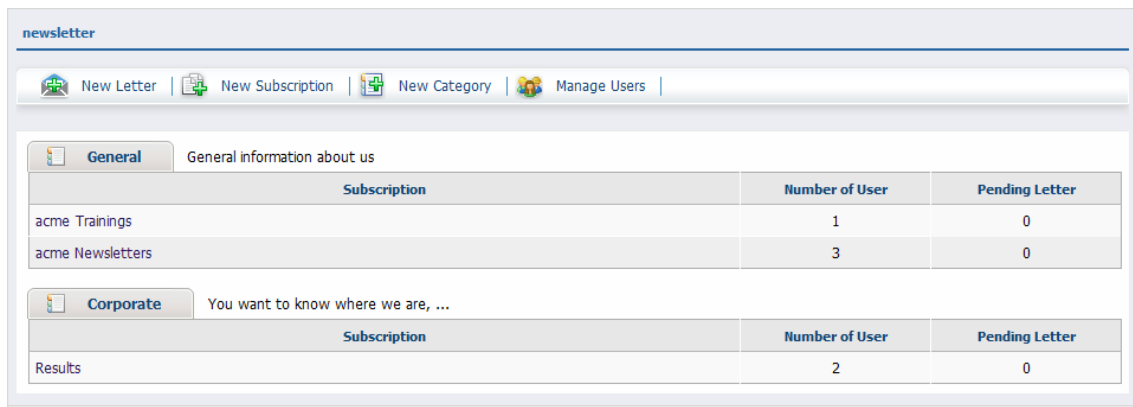 newsletter
New Letter New Subscription New Category Manage Users
General General information about us
Subscription Number of User Pending Letter
acme Trainings 1 0
acme Newsletters 3 0
Corporate You want to know where we are, ...
Subscription Number of User Pending Letter
Results 2 0